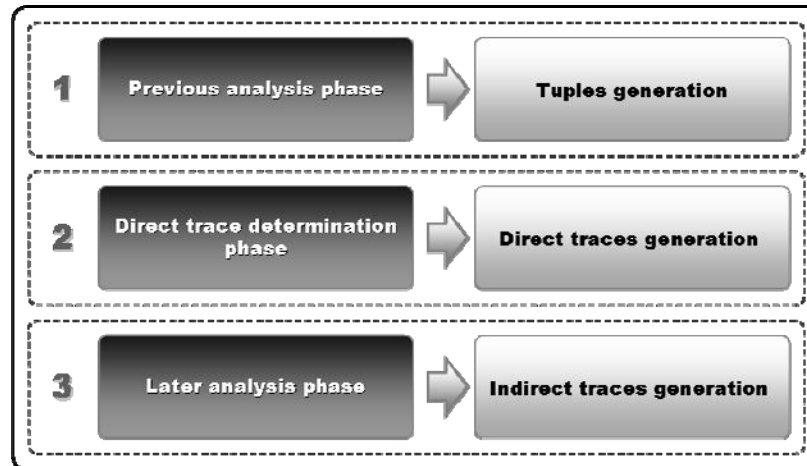 1
Previous analysis phase
Tuples generation
2
Direct trace determination
phase
Direct traces generation
3
Later analysis phase
Indirect traces generation